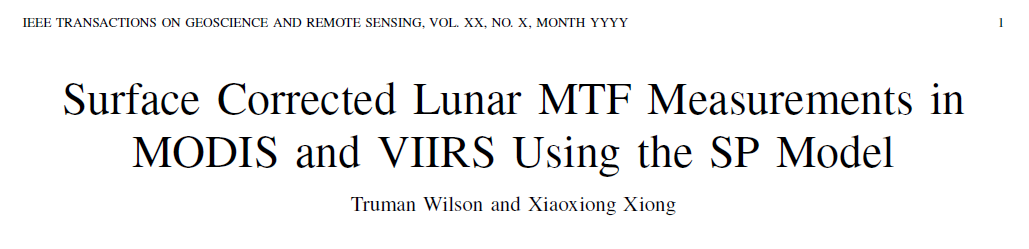 IEEE TRANSACTIONS ON GEOSCIENCE AND REMOTE SENSING, VOL. XX, NO. X, MONTH YYYY 1
Surface Corrected Lunar MTF Measurements in
MODIS and VIIRS Using the SP Model
Truman Wilson and Xiaoxiong Xiong